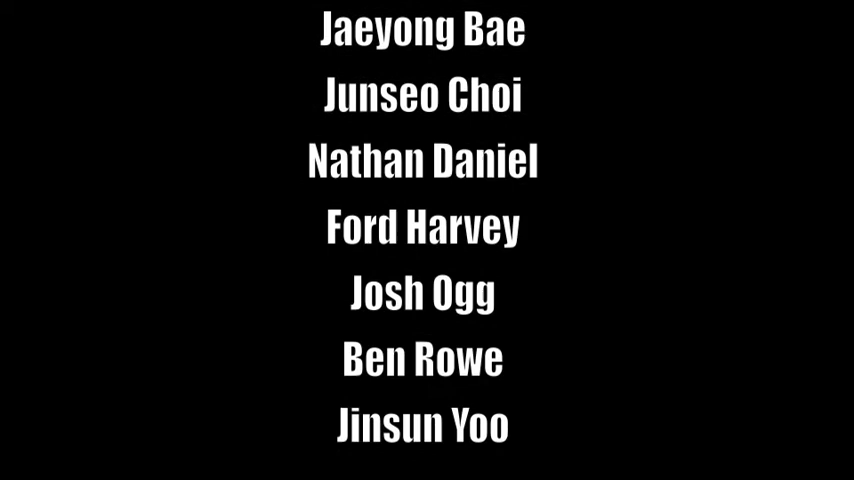 Jaeyong Bae
Junseo Choi
Nathan Daniel
Ford Harvey
Josh Ogg
Ben Rowe
Jinsun Yoo